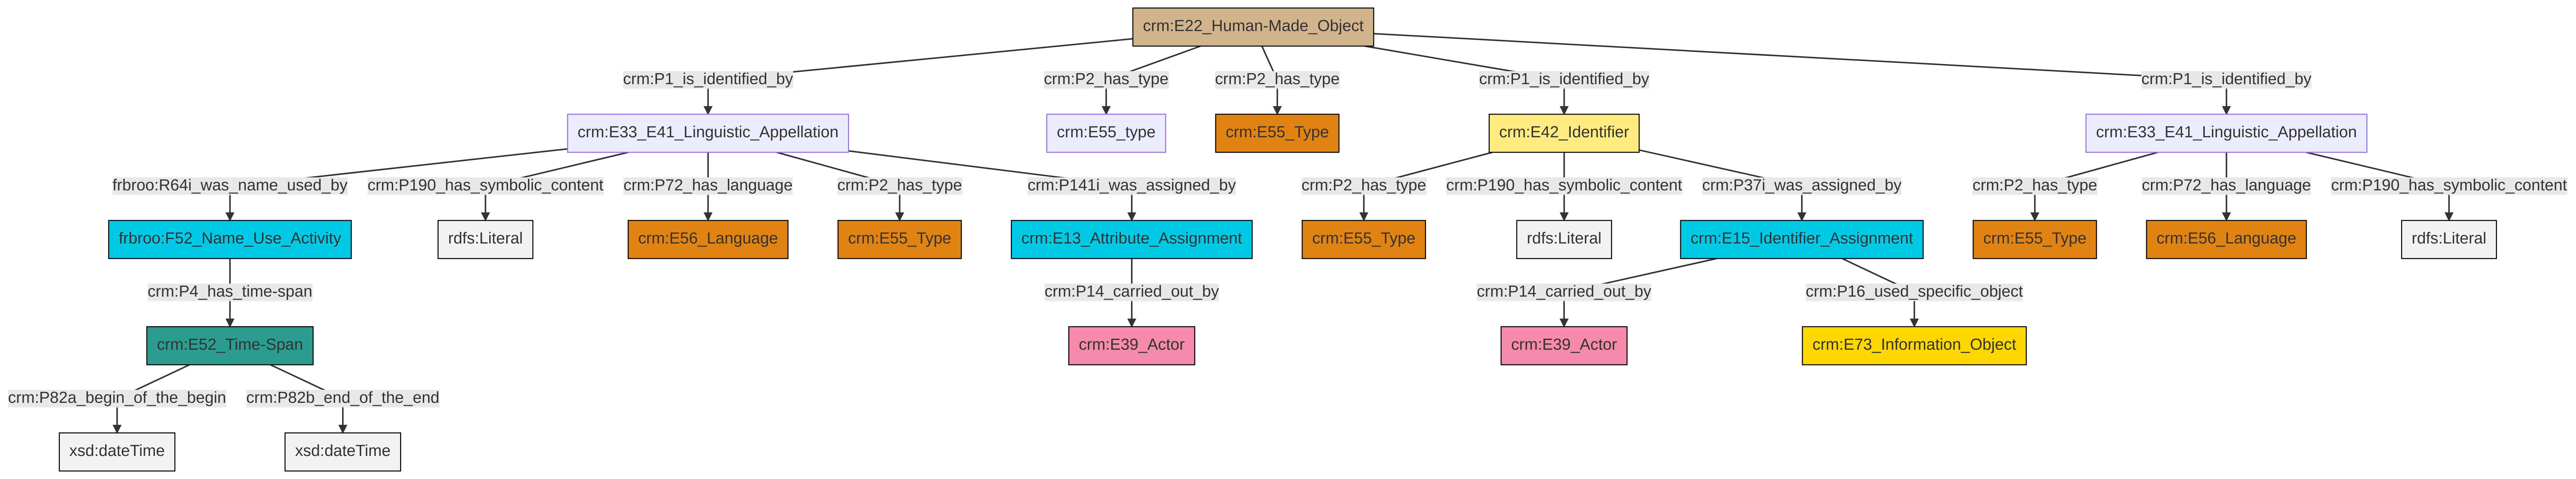 crm:E22_Human-Made_Object
crm:P1_is_identified_by
crm:P2_has_type
crm:P2_has_type
crm:P1_is_identified_by
crm:P1_is_identified_by
crm:E33_E41_Linguistic_Appellation
crm:E55_type
crm:E55_Type
crm:E42_Identifier
crm:E33_E41_Linguistic_Appellation
frbroo:R64i_was_name_used_by
crm:P190_has_symbolic_content
crm:P72_has_language
crm:P2_has_type
crm:P141i_was_assigned_by
crm:P2_has_type
crm:P190_has_symbolic_content
crm:P37i_was_assigned_by
crm:P2_has_type
crm:P72_has_language
crm:P190_has_symbolic_content
frbroo:F52_Name_Use_Activity
rdfs:Literal
crm:E56_Language
crm:E55_Type
crm:E13_Attribute_Assignment
crm:E55_Type
rdfs:Literal
crm:E15_Identifier_Assignment
crm:E55_Type
crm:E56_Language
rdfs:Literal
crm:P4_has_time-span
crm:P14_carried_out_by
crm:P14_carried_out_by
crm:P16_used_specific_object
crm:E52_Time-Span
crm:E39_Actor
crm:E39_Actor
crm:E73_Information_Object
crm:P82a_begin_of_the_begin
crm:P82b_end_of_the_end
xsd:dateTime
xsd:dateTime